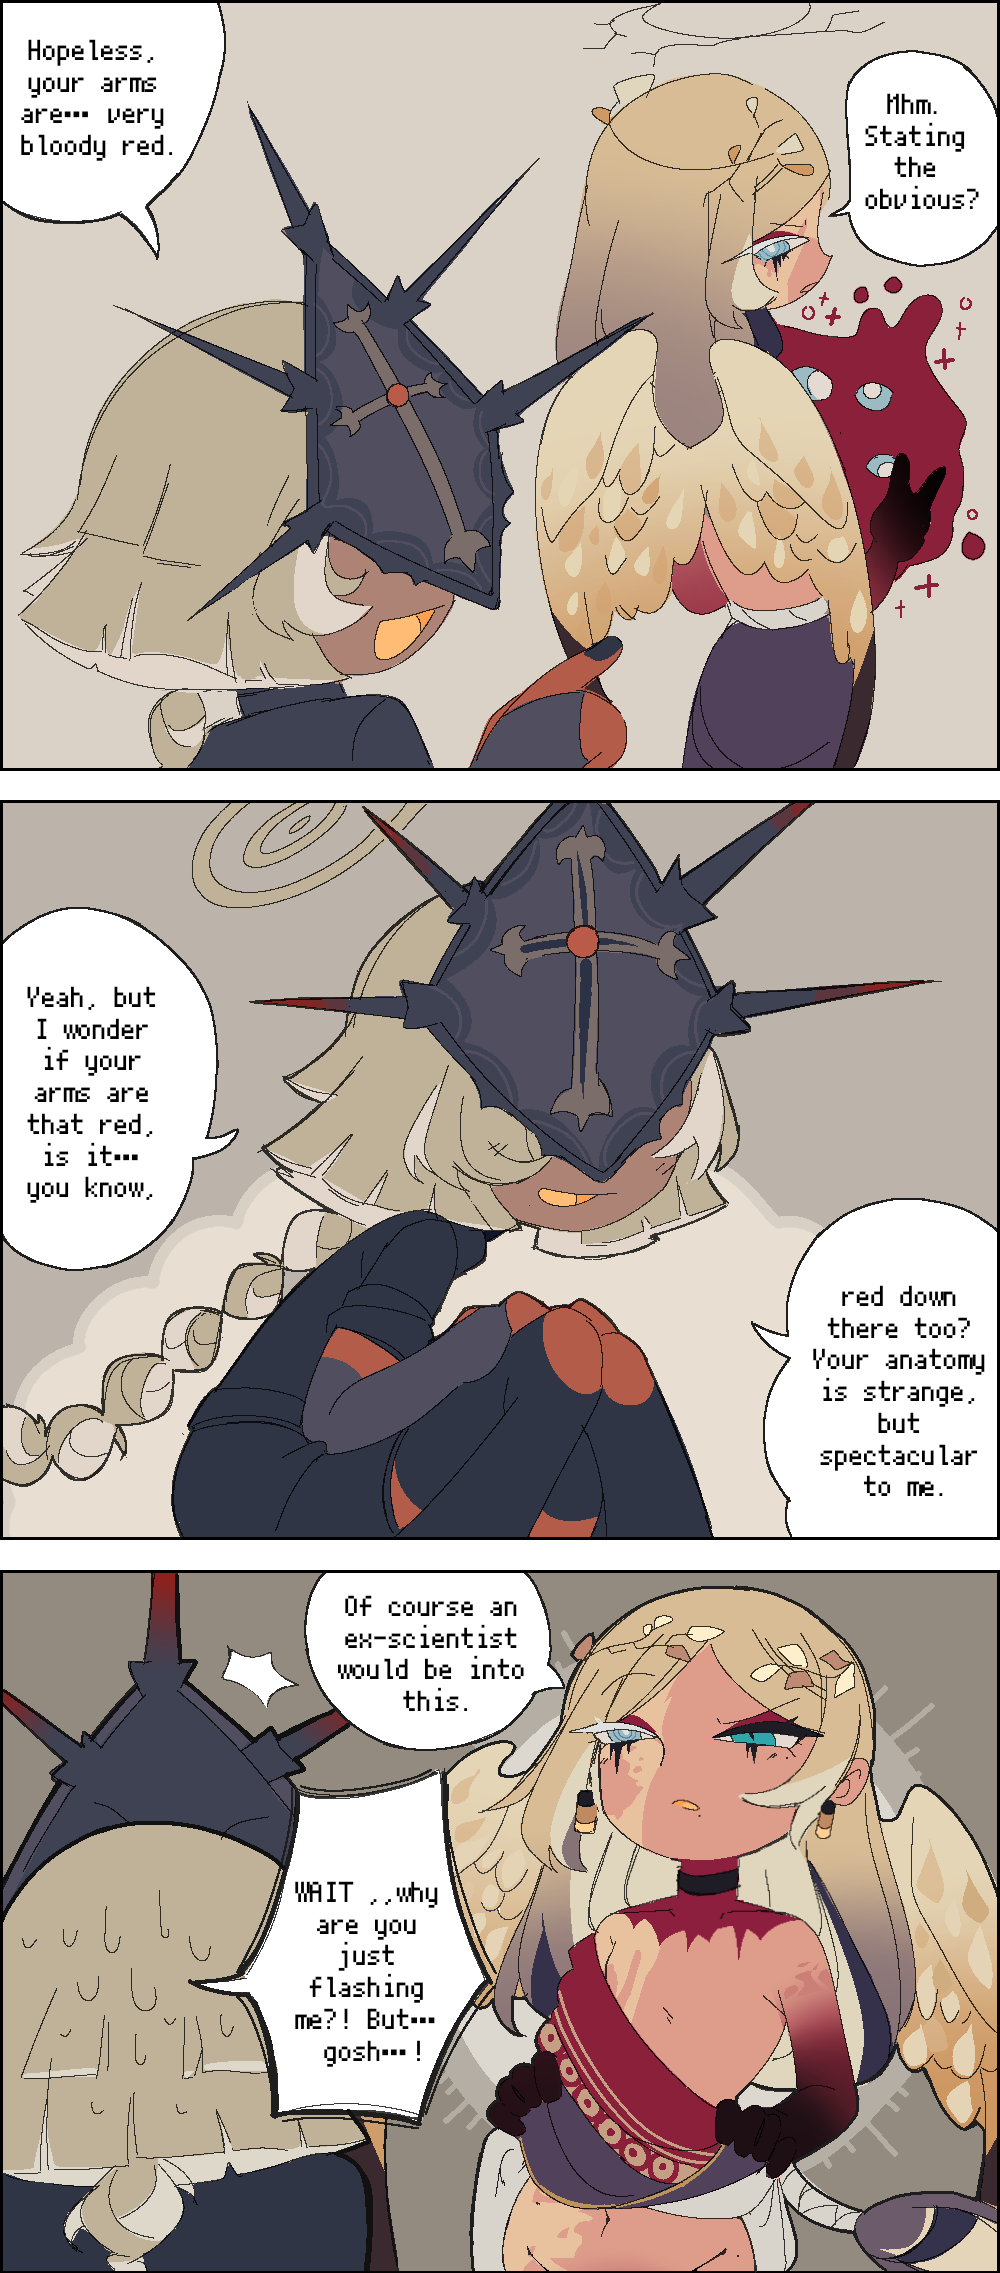 Hopeless,
your arms
are… very
bloody red.
Mhm.
Stating
the
obvious?
Yeah, but
I wonder
if your
arms are
that red,
is it…
you know,
red down
there too?
Your anatomy
is strange,
but
spectacular
to me.
Of course an
ex-scientist
would be into
this.
WAIT ,,why
are you
just
flashing
me?! But…
gosh…!